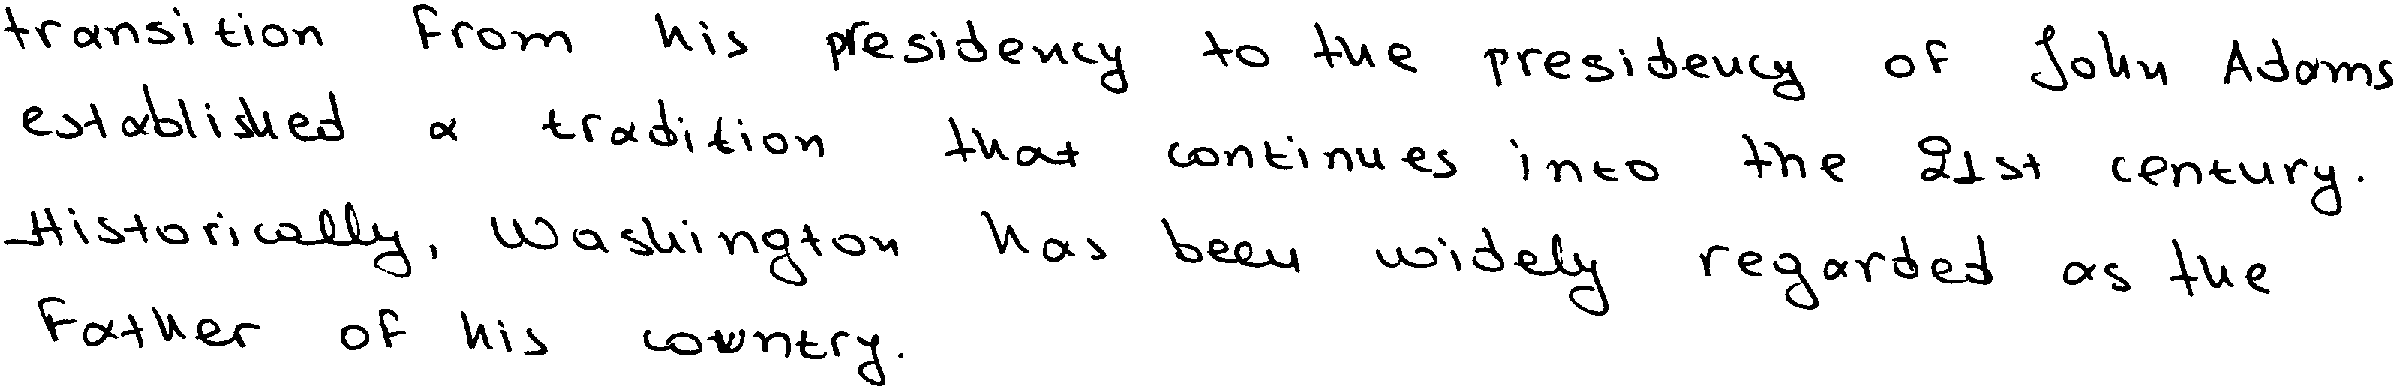 transition from his presidency to the presidency of John Adams
established a tradition that continues into the 21st century.
Historically, Washington has been widely regarded as the
Father of his country.